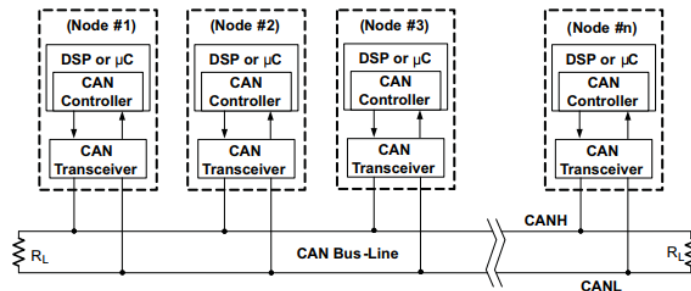 (Node #1)
DSP or µC
CAN
Controller
CAN
Transceiver
(Node #2)
DSP or µC
CAN
Controller
CAN
Transceiver
(Node #3)
DSP or µC
CAN
Controller
CAN
Transceiver
(Node #n)
DSP or µC
CAN
Controller
CAN
Transceiver
CANH
RL
CAN Bus-Line
RL
CANL